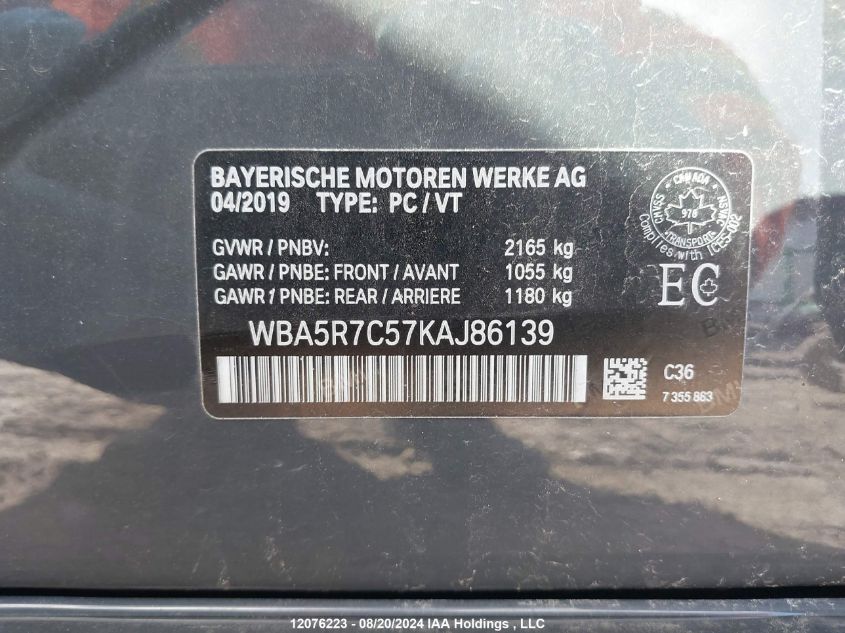 BAYERISCHE MOTOREN WERKE AG
04/2019 TYPE: PC / VT
GVWR / PNBV: 2165 kg
GAWR / PNBE: FRONT / AVANT 1055 kg
GAWR / PNBE: REAR / ARRIERE 1180 kg
WBA5R7C57KAJ86139
CANADA
CMVSS
NSVAC
978
TRANSPORT
Complies with ICES-002
EC
C36
7 355 863
12076223 - 08/20/2024 IAA Holdings , LLC